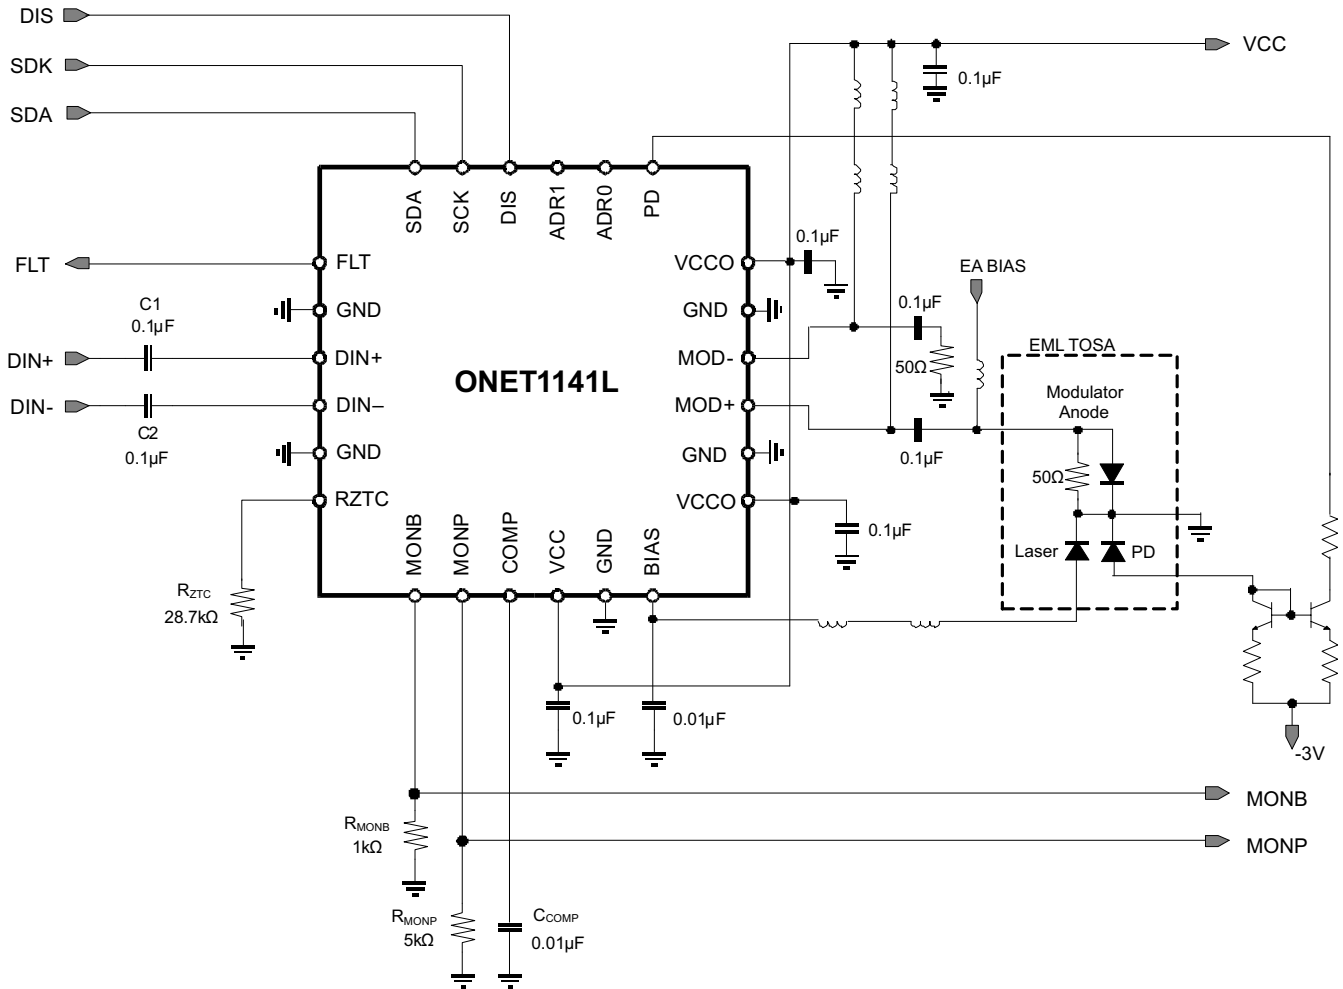 DIS
SDK
SDA
VCC
0.1µF
SDA
SCK
DIS
ADR1
ADR0
PD
FLT
FLT
VCCO
0.1µF
EA BIAS
GND
GND
C1
0.1µF
0.1µF
DIN+
DIN+
MOD-
50Ω
EML TOSA
ONET1141L
DIN-
DIN–
MOD+
Modulator
Anode
C2
0.1µF
GND
GND
0.1µF
50Ω
RZTC
VCCO
0.1µF
MONB
MONP
COMP
VCC
GND
BIAS
Laser
PD
RZTC
28.7kΩ
0.1µF
0.01µF
-3V
MONB
RMONB
1kΩ
MONP
RMONP
5kΩ
CCOMP
0.01µF